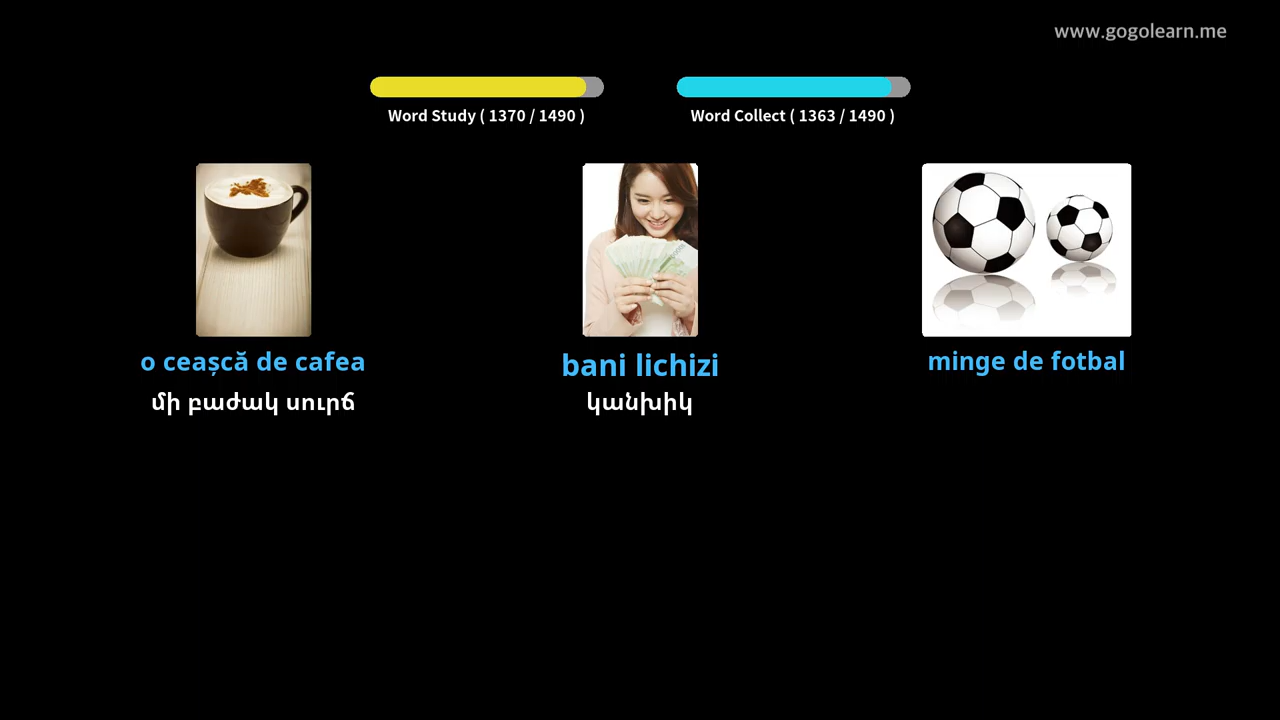 www.gogolearn.me
Word Study ( 1370 / 1490 )
Word Collect ( 1363 / 1490 )
o ceașcă de cafea
մի բաժակ սուրճ
bani lichizi
կանխիկ
minge de fotbal